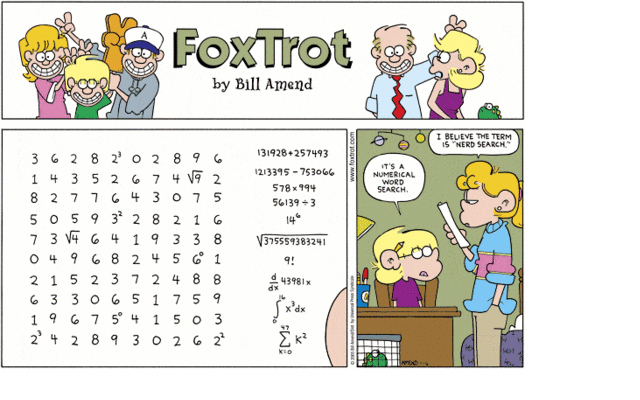 A
FoxTrot
by Bill Amend
3 6 2 8 2³ 0 2 8 9 6
1 4 3 5 2 6 7 4 √9 2
8 2 7 7 6 4 3 0 7 5
5 0 5 9 3² 2 8 2 1 6
7 3 √4 6 4 1 9 3 3 8
0 4 9 6 8 2 4 5 6⁰ 1
2 1 5 2 3 7 2 4 8 8
6 3 3 0 6 5 1 7 5 9
1 9 6 7 5⁰ 4 1 5 0 3
2³ 4 2 8 9 3 0 2 6 2²
131928+257493
1213395 – 753066
578 x 994
56139 ÷ 3
14⁶
√375559383241
9!
d/dx 43981x
∫₀¹⁶ x³dx
47
Σ K²
K=0
www.foxtrot.com
I BELIEVE THE TERM
IS "NERD SEARCH."
IT'S A
NUMERICAL
WORD
SEARCH.
AMEND